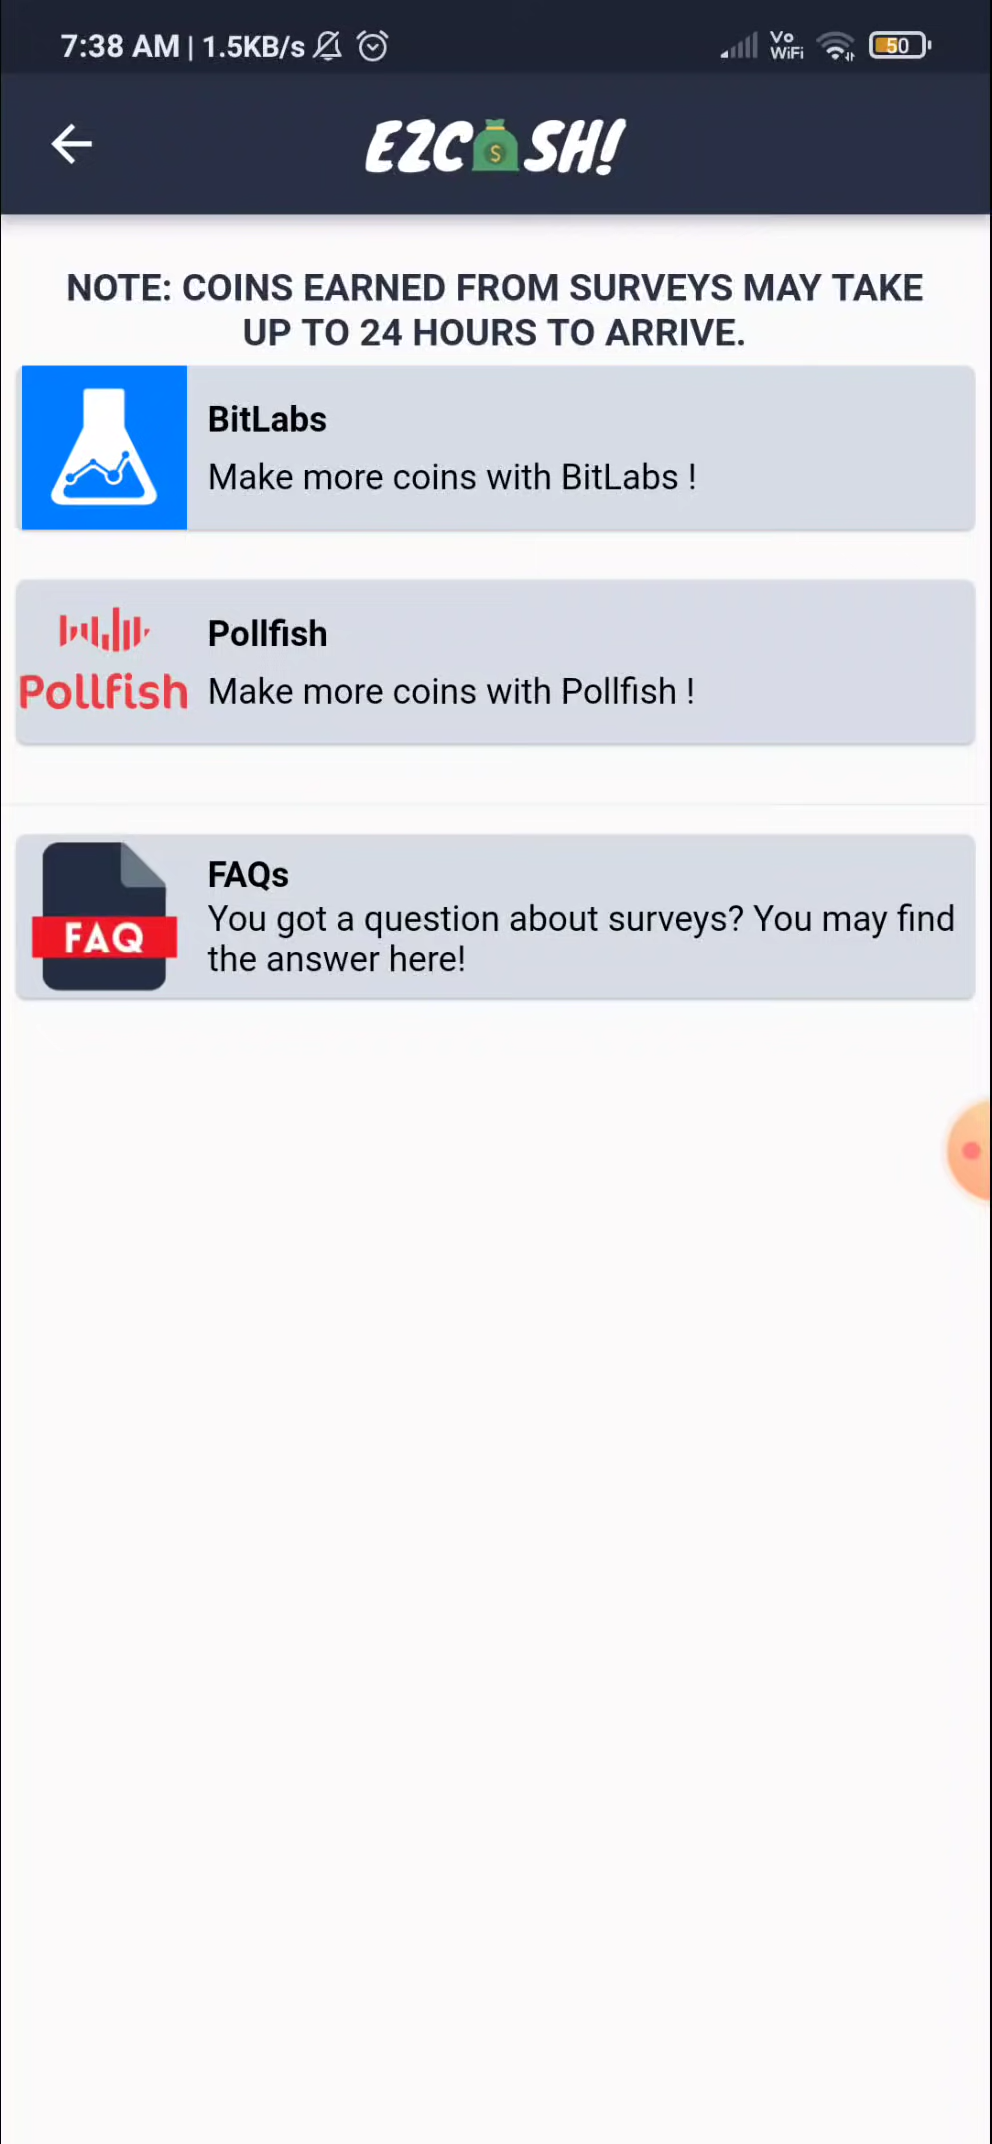 7:38 AM | 1.5KB/s Vo WiFi 50
EZC SH!
NOTE: COINS EARNED FROM SURVEYS MAY TAKE
UP TO 24 HOURS TO ARRIVE.
BitLabs
Make more coins with BitLabs !
Pollfish
Pollfish
Make more coins with Pollfish !
FAQs
FAQ
You got a question about surveys? You may find
the answer here!